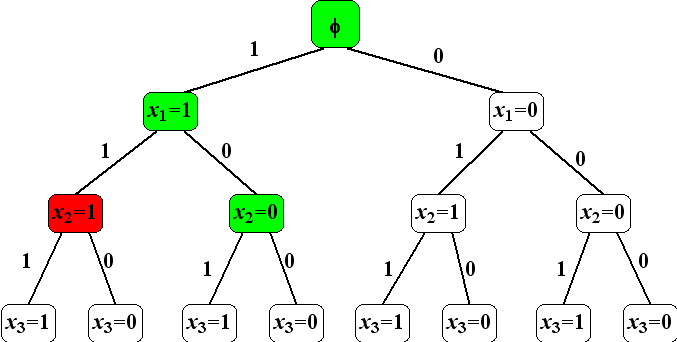 ϕ
1 0
x₁=1 x₁=0
1 0 1 0
x₂=1 x₂=0 x₂=1 x₂=0
1 0 1 0 1 0 1 0
x₃=1 x₃=0 x₃=1 x₃=0 x₃=1 x₃=0 x₃=1 x₃=0